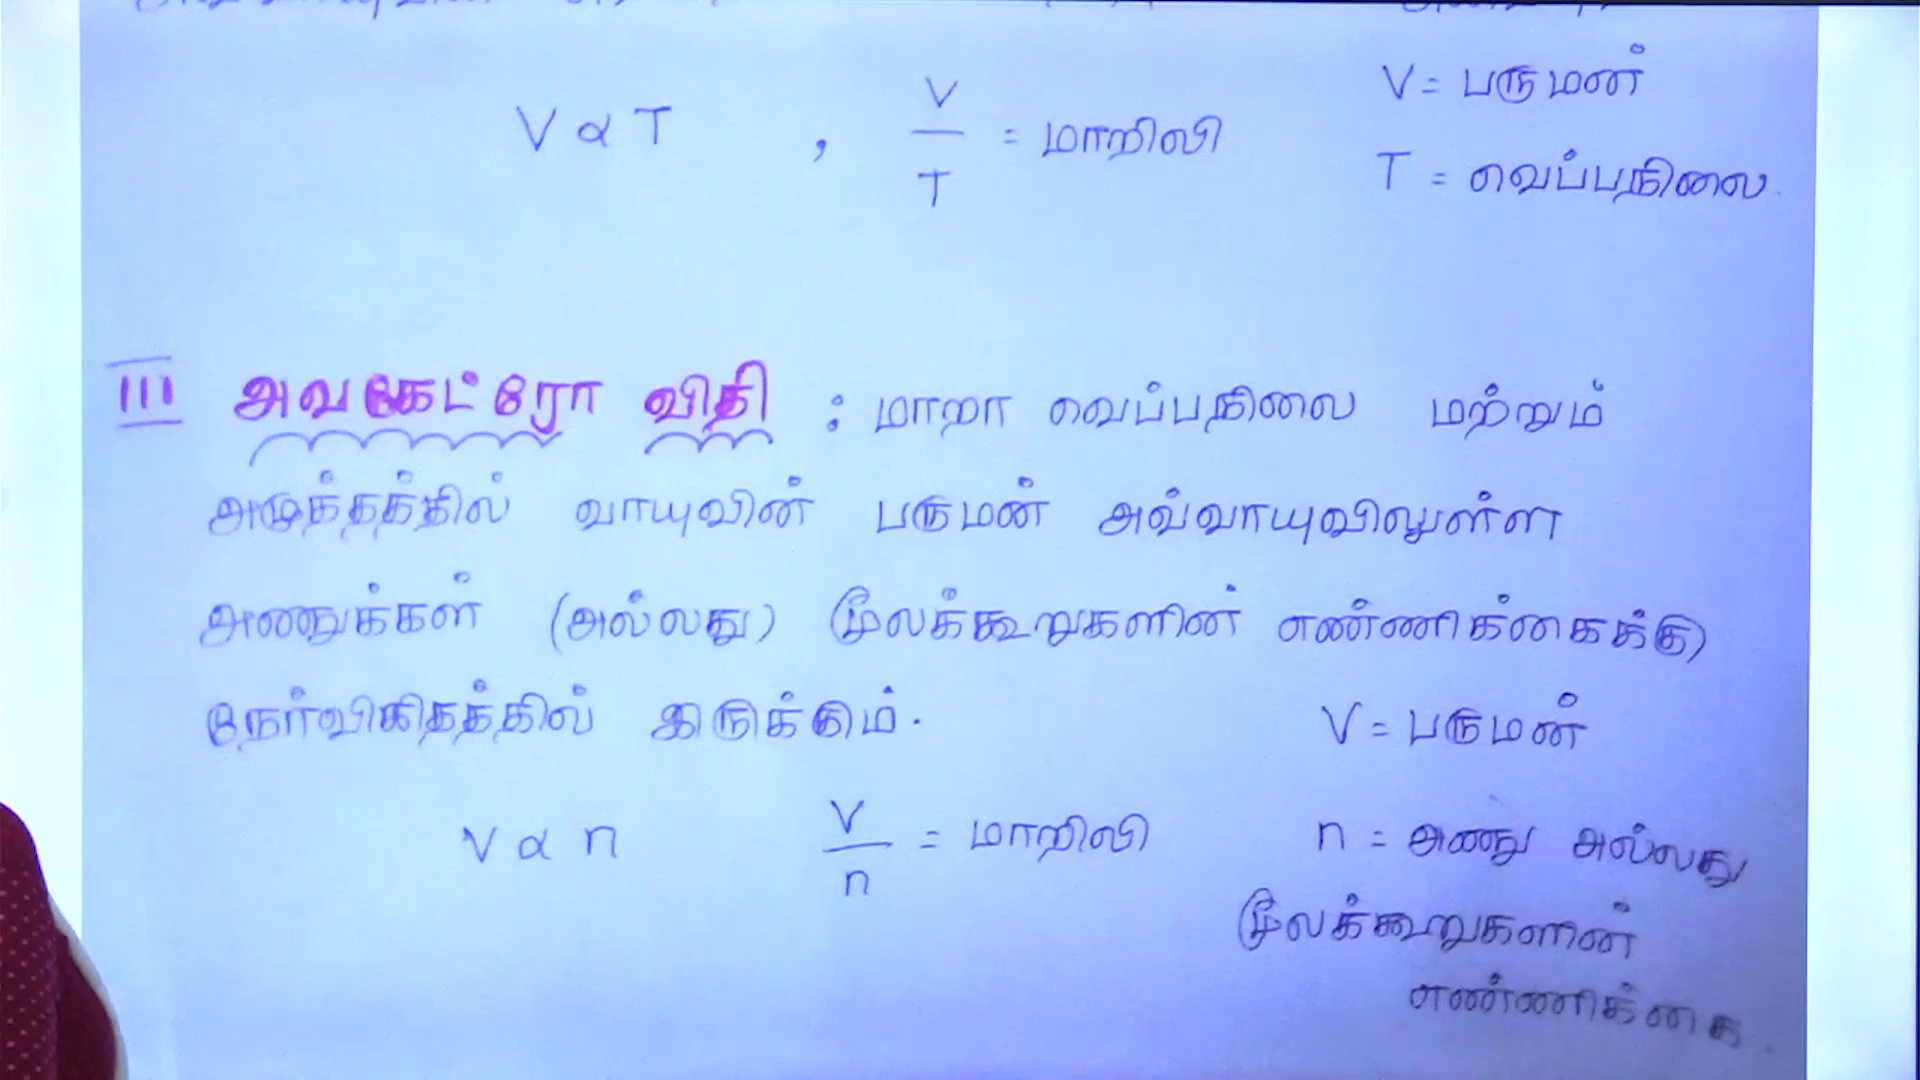 V = பருமன்
V ∝ T , V/T = மாறிலி
T = வெப்பநிலை
III அவகேட்ரோ விதி : மாறா வெப்பநிலை மற்றும்
அழுத்தத்தில் வாயுவின் பருமன் அவ்வாயுவிலுள்ள
அணுக்கள் (அல்லது) மூலக்கூறுகளின் எண்ணிக்கைக்கு
நேர்விகிதத்தில் இருக்கும்.
V = பருமன்
V ∝ n V/n = மாறிலி n = அணு அல்லது
மூலக்கூறுகளின்
எண்ணிக்கை